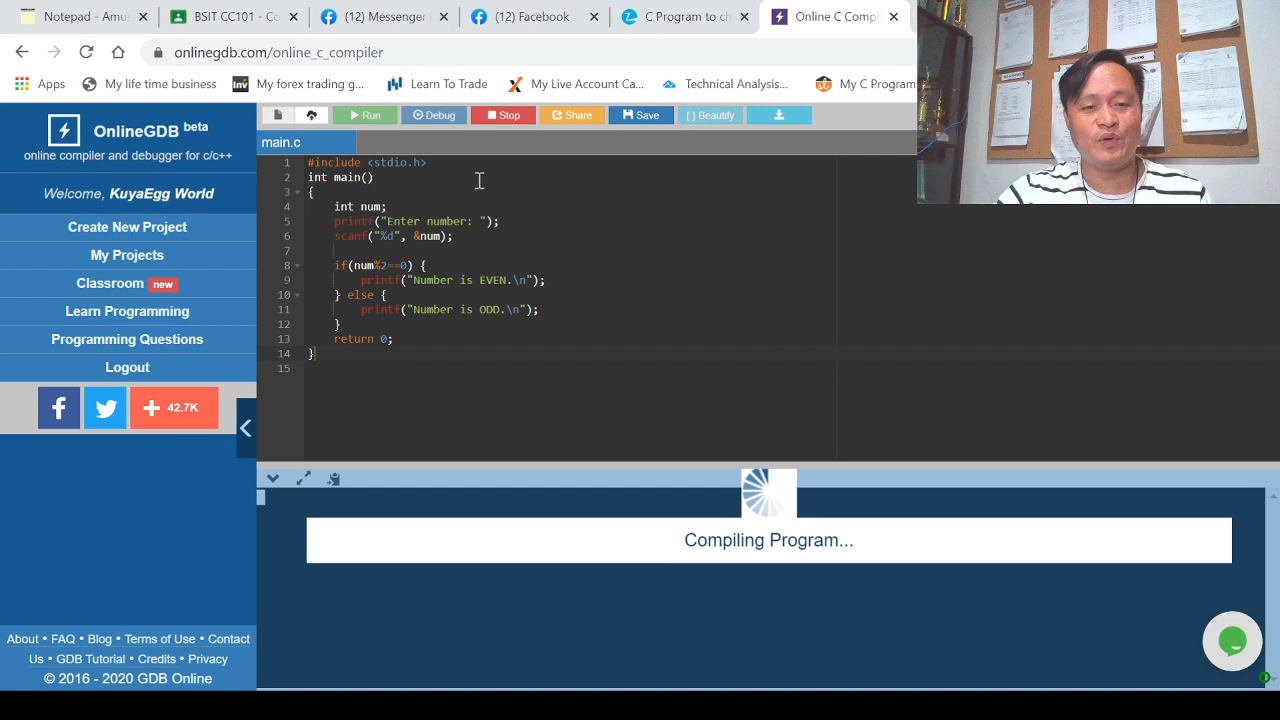 Notepad - Amus
BSIT CC101 - Co
(12) Messenger
(12) Facebook
C Program to ch
Online C Compi
onlinegdb.com/online_c_compiler
Apps
My life time business
My forex trading g...
Learn To Trade
My Live Account Ca...
Technical Analysis...
My C Program
OnlineGDB beta
online compiler and debugger for c/c++
Welcome, KuyaEgg World
Create New Project
My Projects
Classroom new
Learn Programming
Programming Questions
Logout
42.7K
About • FAQ • Blog • Terms of Use • Contact
Us • GDB Tutorial • Credits • Privacy
© 2016 - 2020 GDB Online
Run
Debug
Stop
Share
Save
{ } Beautify
main.c
1 #include <stdio.h>
2 int main()
3 {
4 int num;
5 printf("Enter number: ");
6 scanf("%d", &num);
7
8 if(num%2==0) {
9 printf("Number is EVEN.\n");
10 } else {
11 printf("Number is ODD.\n");
12 }
13 return 0;
14 }
15
Compiling Program...